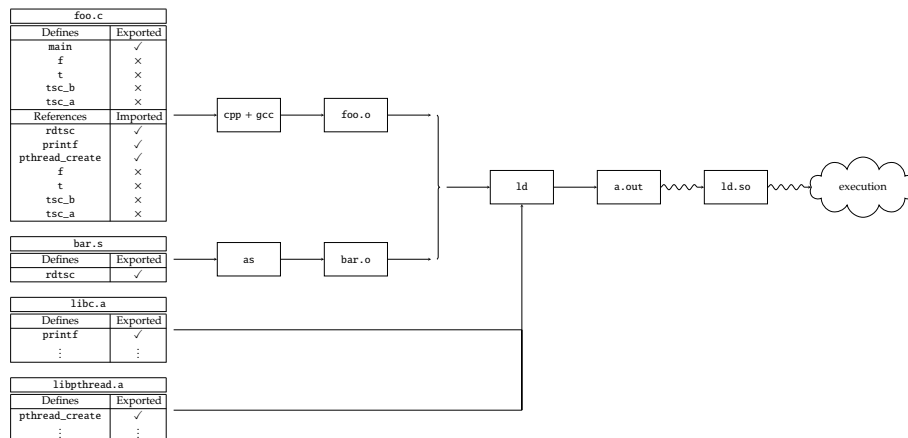 foo.c
Defines Exported
main ✓
f ×
t ×
tsc_b ×
tsc_a ×
References Imported
rdtsc ✓
printf ✓
pthread_create ✓
f ×
t ×
tsc_b ×
tsc_a ×
cpp + gcc
foo.o
ld
a.out
ld.so
execution
bar.s
Defines Exported
rdtsc ✓
as
bar.o
libc.a
Defines Exported
printf ✓
⋮ ⋮
libpthread.a
Defines Exported
pthread_create ✓
⋮ ⋮